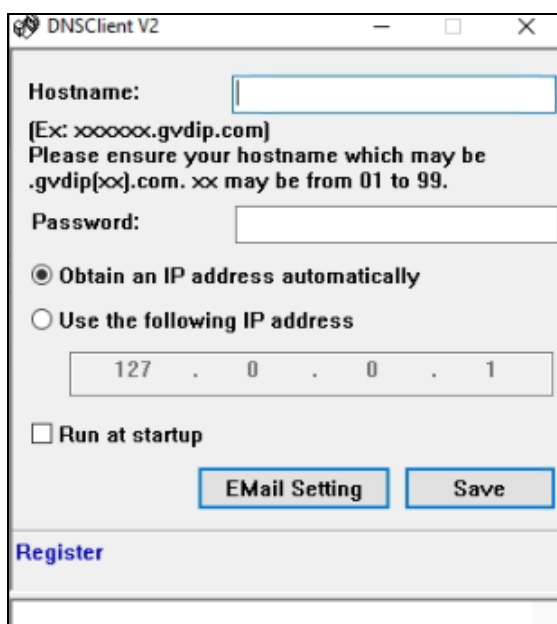 DNSClient V2
Hostname:
(Ex: xxxxxx.gvdip.com)
Please ensure your hostname which may be
.gvdip(xx).com. xx may be from 01 to 99.
Password:
Obtain an IP address automatically
Use the following IP address
127 . 0 . 0 . 1
Run at startup
EMail Setting Save
Register